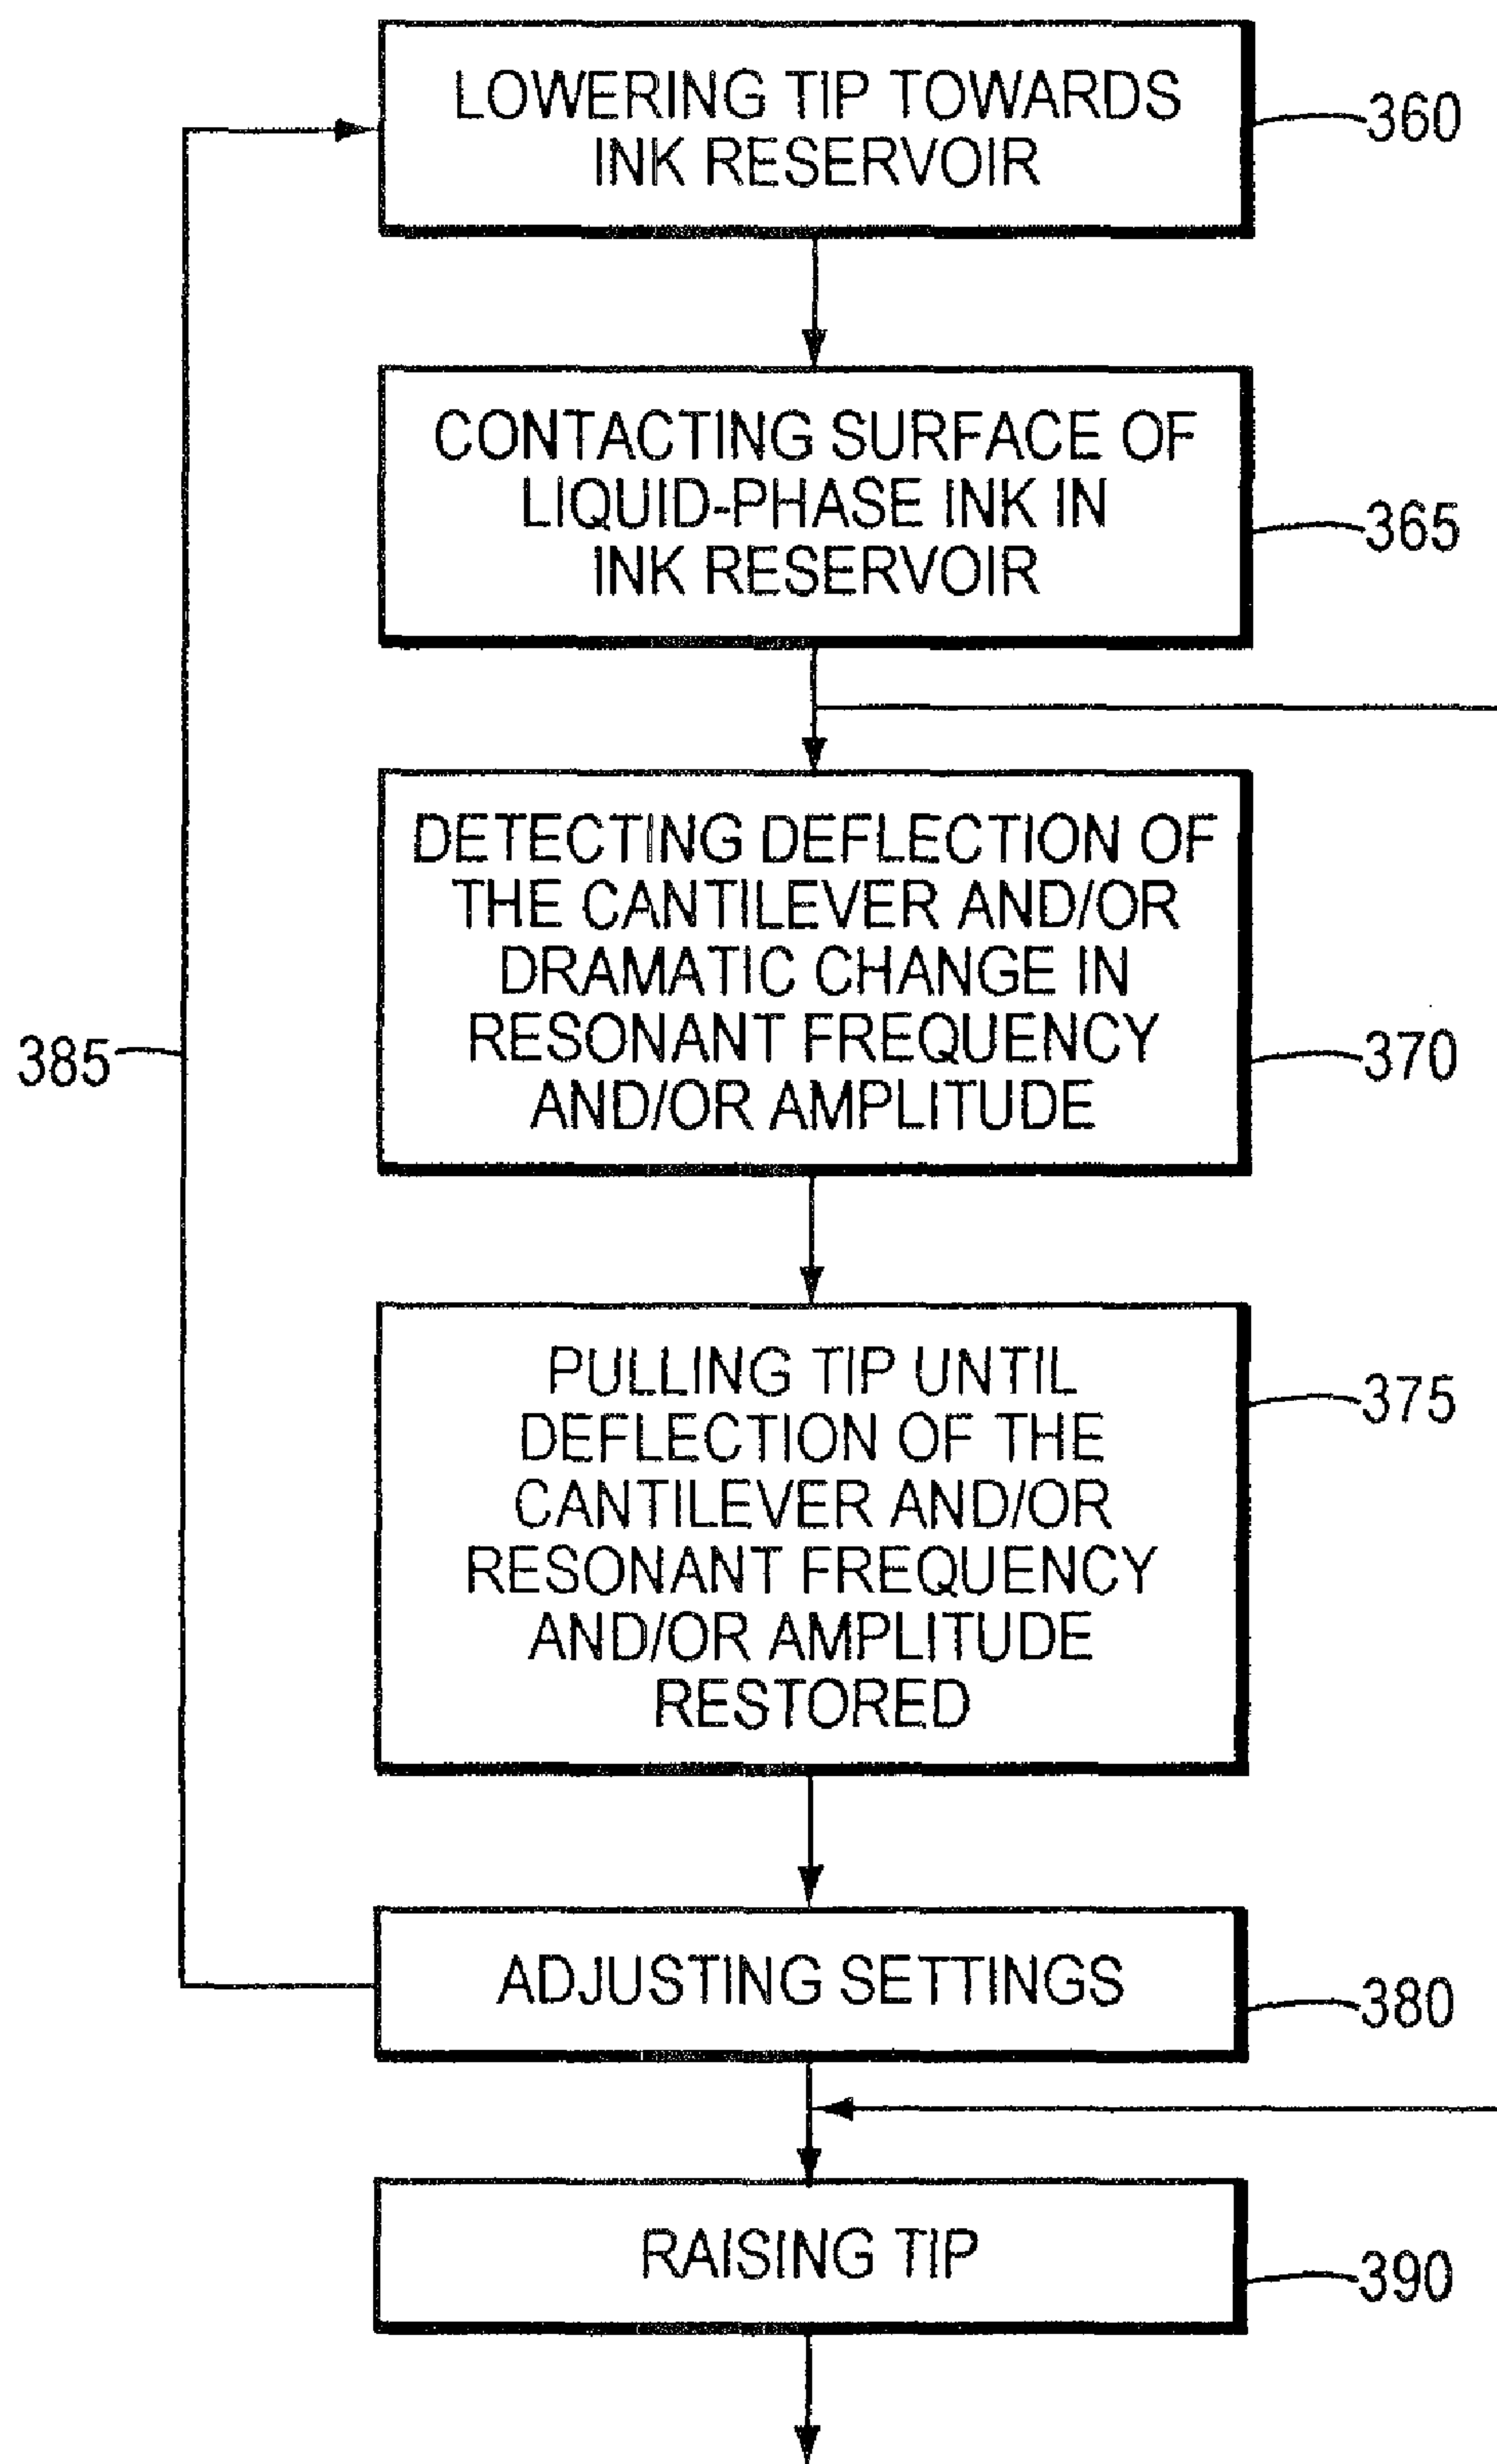 LOWERING TIP TOWARDS
INK RESERVOIR
360
CONTACTING SURFACE OF
LIQUID-PHASE INK IN
INK RESERVOIR
365
DETECTING DEFLECTION OF
THE CANTILEVER AND/OR
DRAMATIC CHANGE IN
RESONANT FREQUENCY
AND/OR AMPLITUDE
370
385
PULLING TIP UNTIL
DEFLECTION OF THE
CANTILEVER AND/OR
RESONANT FREQUENCY
AND/OR AMPLITUDE
RESTORED
375
ADJUSTING SETTINGS
380
RAISING TIP
390